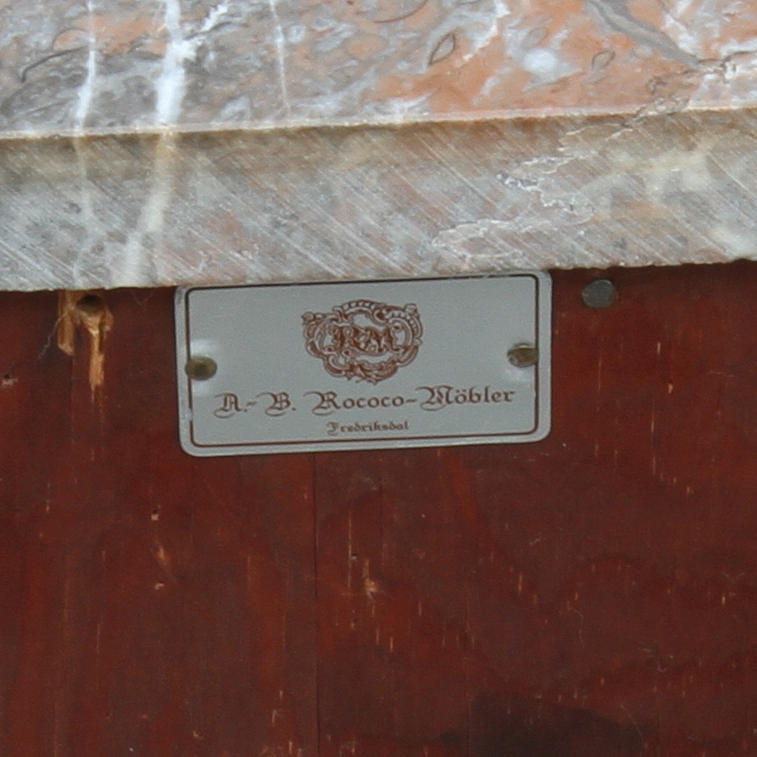 RM
A.-B. Rococo-Möbler
Fredriksdal